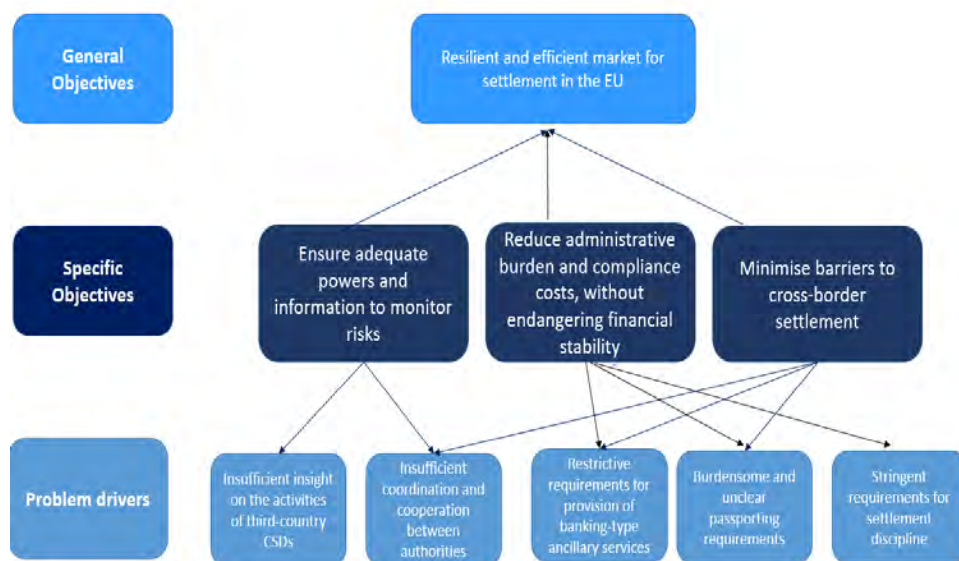 General
Objectives
Resilient and efficient market for
settlement in the EU
Specific
Objectives
Ensure adequate
powers and
information to monitor
risks
Reduce administrative
burden and compliance
costs, without
endangering financial
stability
Minimise barriers to
cross-border
settlement
Problem drivers
Insufficient insight
on the activities
of third-country
CSDs
Insufficient
coordination and
cooperation
between
authorities
Restrictive
requirements for
provision of
banking-type
ancillary services
Burdensome and
unclear
passporting
requirements
Stringent
requirements for
settlement
discipline